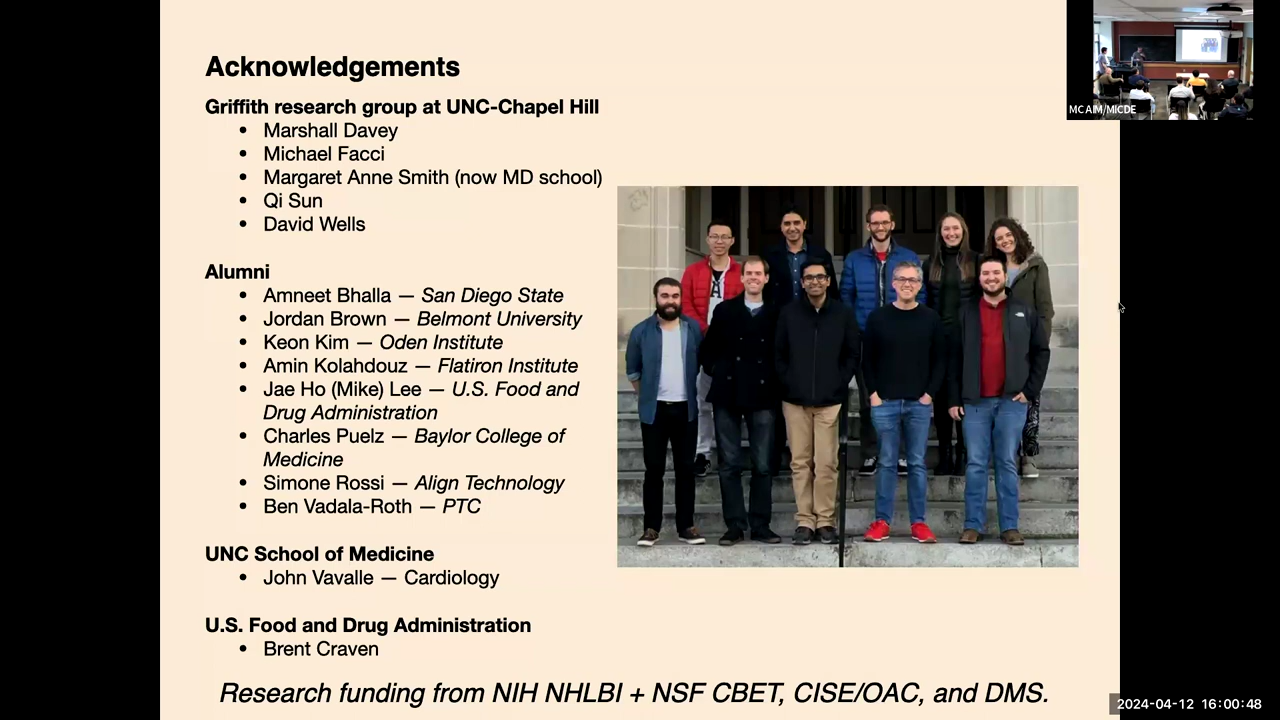 Acknowledgements
Griffith research group at UNC-Chapel Hill
• Marshall Davey
• Michael Facci
• Margaret Anne Smith (now MD school)
• Qi Sun
• David Wells
Alumni
• Amneet Bhalla — San Diego State
• Jordan Brown — Belmont University
• Keon Kim — Oden Institute
• Amin Kolahdouz — Flatiron Institute
• Jae Ho (Mike) Lee — U.S. Food and
Drug Administration
• Charles Puelz — Baylor College of
Medicine
• Simone Rossi — Align Technology
• Ben Vadala-Roth — PTC
UNC School of Medicine
• John Vavalle — Cardiology
U.S. Food and Drug Administration
• Brent Craven
Research funding from NIH NHLBI + NSF CBET, CISE/OAC, and DMS.
MCAIM/MICDE
A
2024-04-12 16:00:48